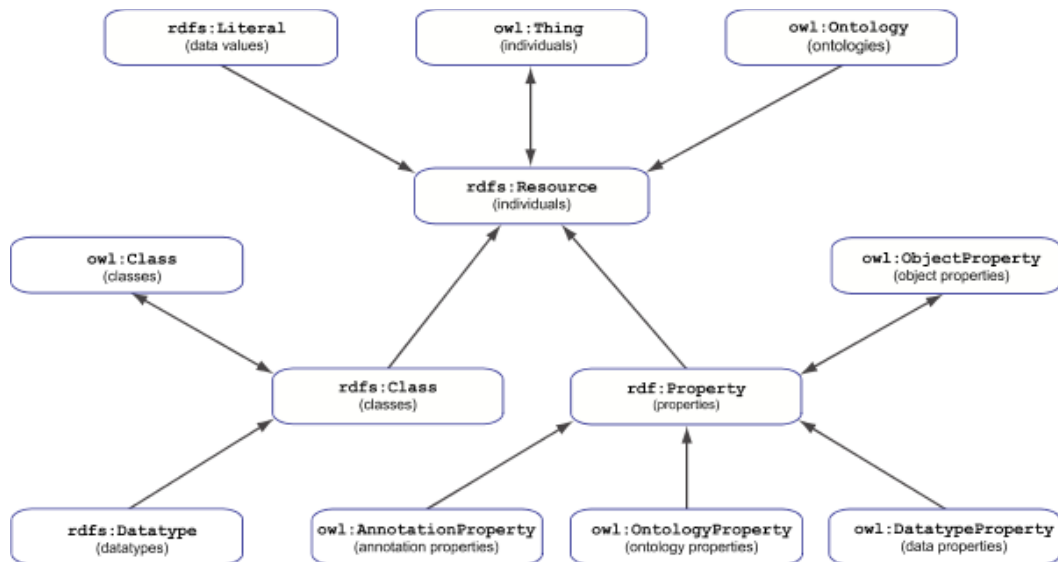 rdfs:Literal
(data values)
owl:Thing
(individuals)
owl:Ontology
(ontologies)
rdfs:Resource
(individuals)
owl:Class
(classes)
owl:ObjectProperty
(object properties)
rdfs:Class
(classes)
rdf:Property
(properties)
rdfs:Datatype
(datatypes)
owl:AnnotationProperty
(annotation properties)
owl:OntologyProperty
(ontology properties)
owl:DatatypeProperty
(data properties)